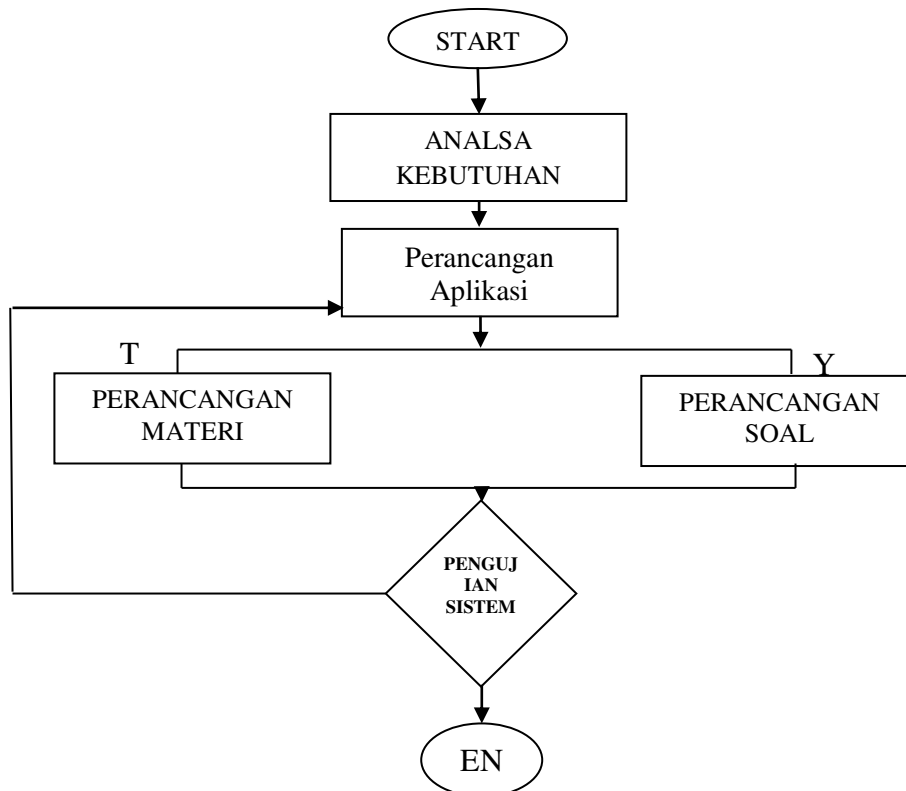 START
ANALSA
KEBUTUHAN
Perancangan
Aplikasi
T
Y
PERANCANGAN
MATERI
PERANCANGAN
SOAL
PENGUJ
IAN
SISTEM
EN